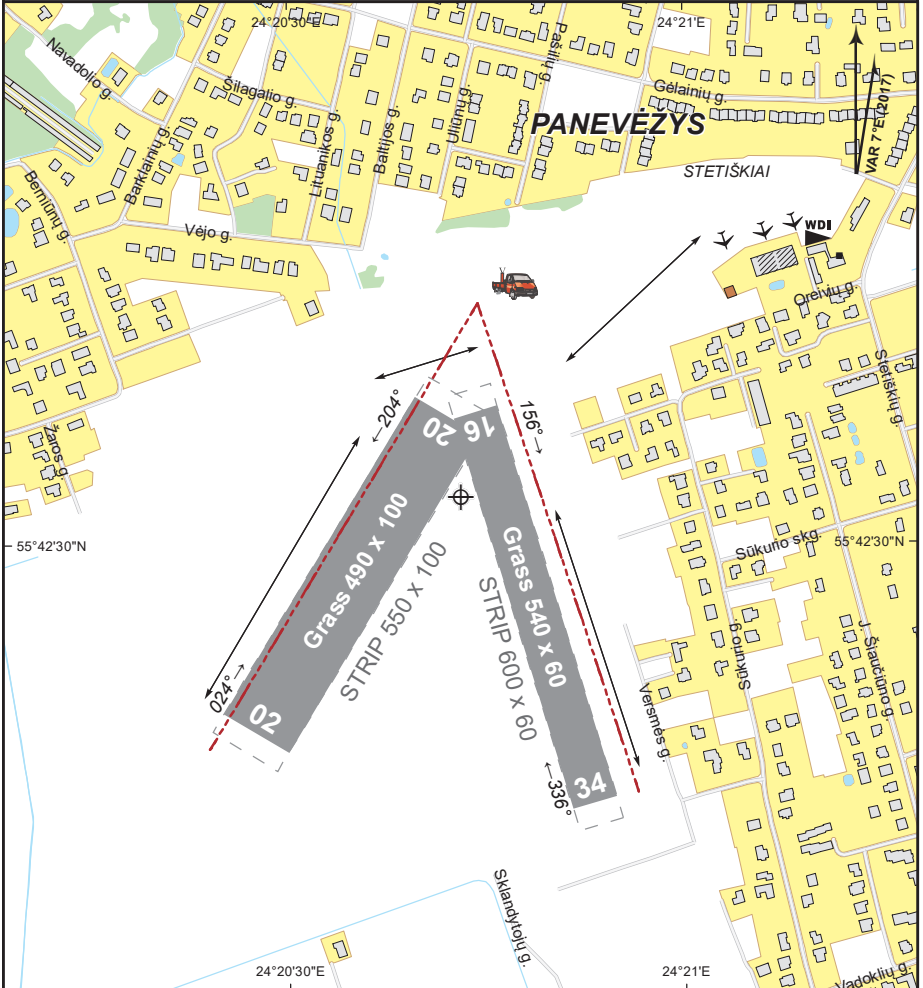 24°20'30"E
24°21'E
Navadolio g.
Šilagalio g.
Barklainių g.
Berniūnų g.
Lituanikos g.
Baltijos g.
Uliūnų g.
Pašilių g.
Gėlainių g.
PANEVĖŽYS
STETIŠKIAI
VAR 7°E (2017)
Vėjo g.
WDI
Oreivių g.
Stetiškių g.
Žaros g.
←204°
156°→
20
16
55°42'30"N
55°42'30"N
Grass 490 x 100
STRIP 550 x 100
Grass 540 x 60
STRIP 600 x 60
Sūkurio skg.
Sūkurio g.
J. Šiaučiūno g.
Versmės g.
024°→
02
←336°
34
Sklandytojų g.
Vadoklių g.
24°20'30"E
24°21'E